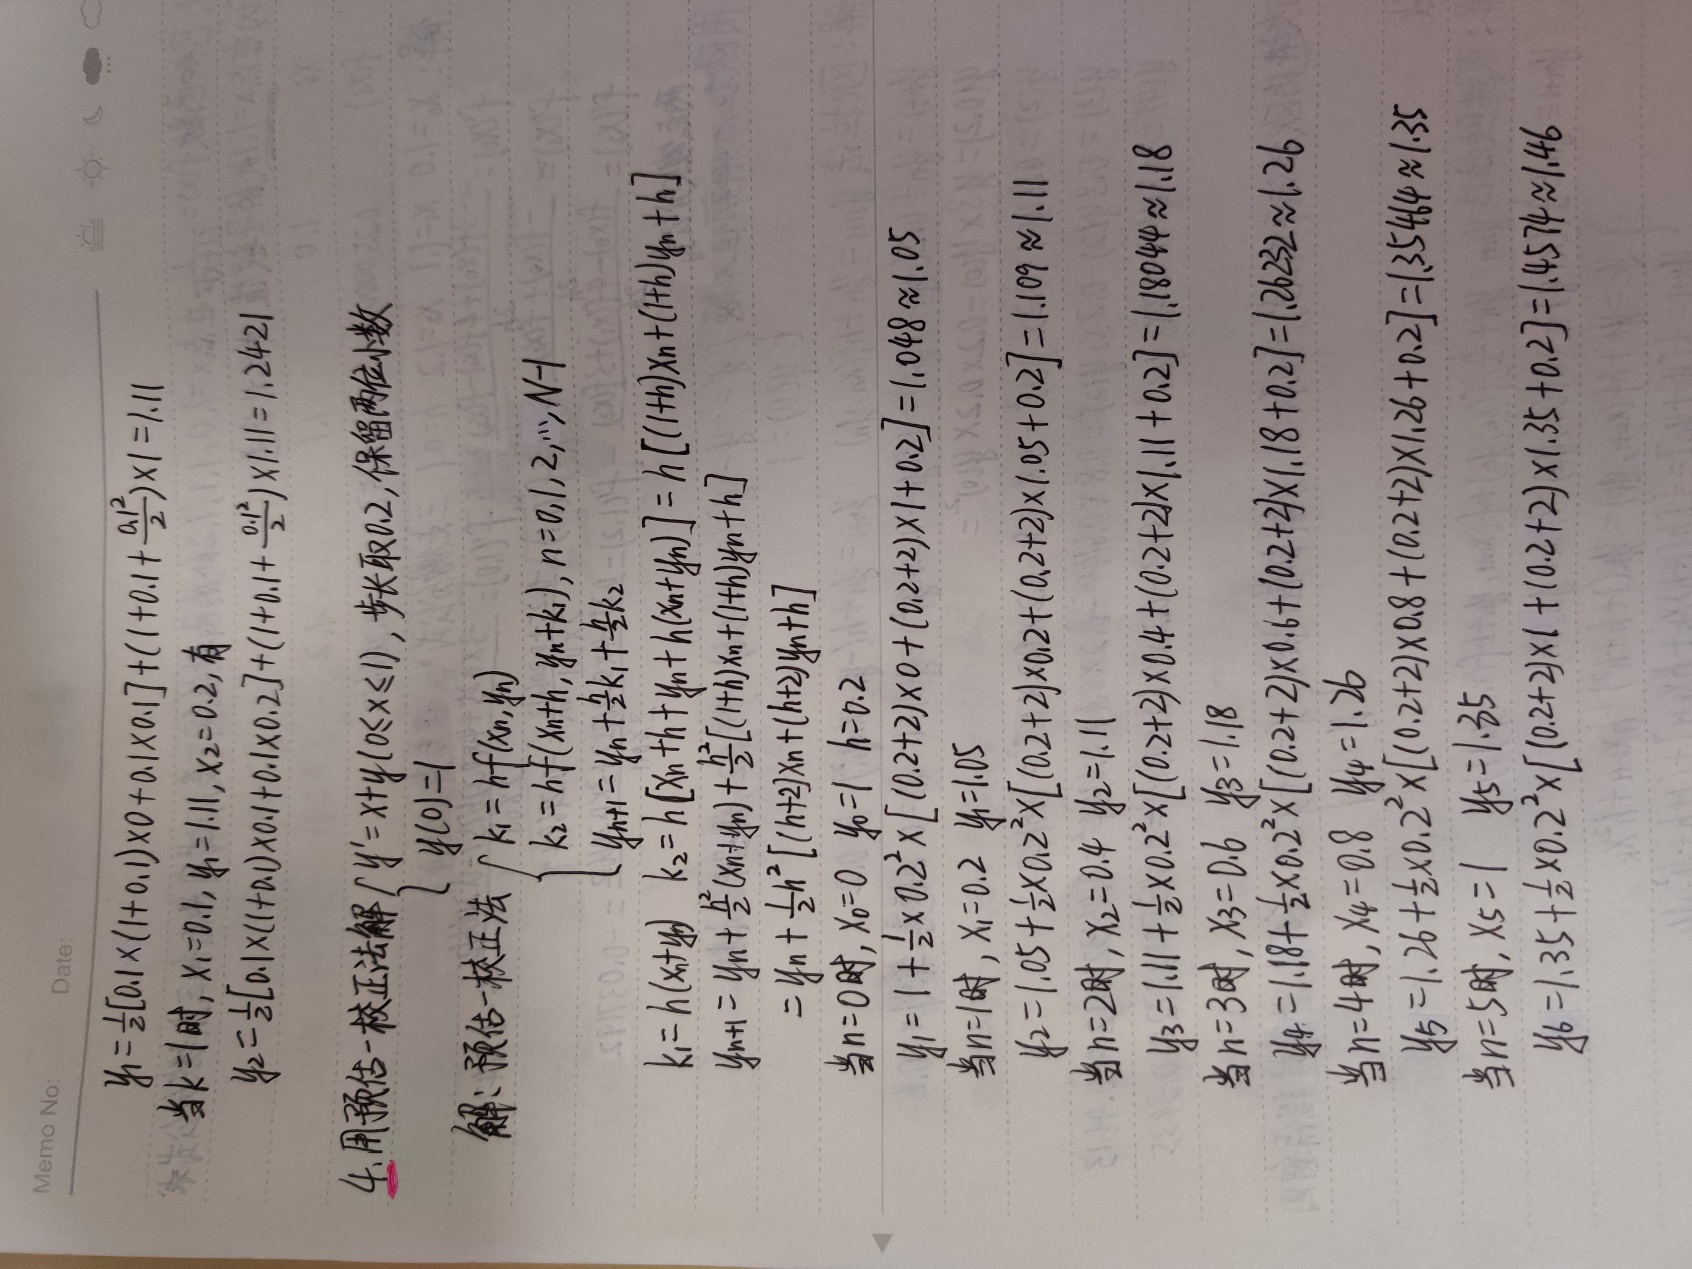 Memo No.
Date:
y₁=½[0.1×(1+0.1)×0+0.1×0.1]+(1+0.1+0.1²/2)×1=1.11
当k=1时,x₁=0.1,y₁=1.11,x₂=0.2,有
y₂=½[0.1×(1+0.1)×0.1+0.1×0.2]+(1+0.1+0.1²/2)×1.11=1.2421
4.用预估-校正法解{y'=x+y(0≤x≤1),步长取0.2,保留两位小数
y(0)=1
解:预估-校正法{k₁=hf(xn,yn)
k₂=hf(xn+h,yn+k₁),n=0,1,2,…,N-1
yn+1=yn+h/2k₁+h/2k₂
k₁=h(xn+yn) k₂=h[xn+h+yn+h(xn+yn)]=h[(1+h)xn+(1+h)yn+h]
yn+1=yn+h²/2(xn+yn)+h²/2[(1+h)xn+(1+h)yn+h]
=yn+½h²[(h+2)xn+(h+2)yn+h]
当n=0时,x₀=0 y₀=1 h=0.2
y₁=1+½×0.2²×[(0.2+2)×0+(0.2+2)×1+0.2]=1.048≈1.05
当n=1时,x₁=0.2 y₁=1.05
y₂=1.05+½×0.2²×[(0.2+2)×0.2+(0.2+2)×1.05+0.2]=1.109≈1.11
当n=2时,x₂=0.4 y₂=1.11
y₃=1.11+½×0.2²×[(0.2+2)×0.4+(0.2+2)×1.11+0.2]=1.18044≈1.18
当n=3时,x₃=0.6 y₃=1.18
y₄=1.18+½×0.2²×[(0.2+2)×0.6+(0.2+2)×1.18+0.2]=1.26232≈1.26
当n=4时,x₄=0.8 y₄=1.26
y₅=1.26+½×0.2²×[(0.2+2)×0.8+(0.2+2)×1.26+0.2]=1.35464≈1.35
当n=5时,x₅=1 y₅=1.35
y₆=1.35+½×0.2²×[(0.2+2)×1+(0.2+2)×1.35+0.2]=1.4574≈1.46